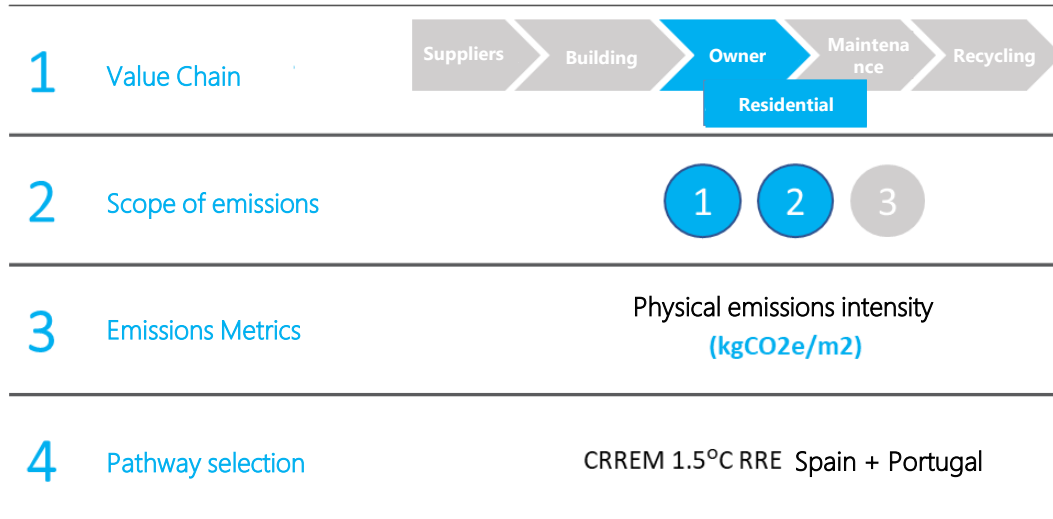 1
Value Chain
Suppliers
Building
Owner
Maintena
nce
Recycling
Residential
2
Scope of emissions
1
2
3
3
Emissions Metrics
Physical emissions intensity
(kgCO2e/m2)
4
Pathway selection
CRREM 1.5ºC RRE Spain + Portugal